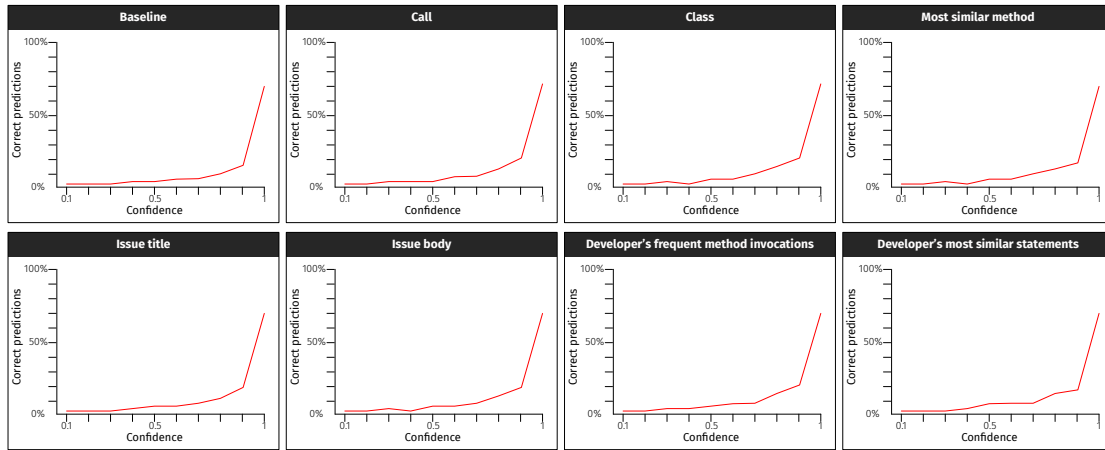 Baseline
Correct predictions
100%
50%
0%
0.1
0.5
1
Confidence
Call
Correct predictions
100%
50%
0%
0.1
0.5
1
Confidence
Class
Correct predictions
100%
50%
0%
0.1
0.5
1
Confidence
Most similar method
Correct predictions
100%
50%
0%
0.1
0.5
1
Confidence
Issue title
Correct predictions
100%
50%
0%
0.1
0.5
1
Confidence
Issue body
Correct predictions
100%
50%
0%
0.1
0.5
1
Confidence
Developer's frequent method invocations
Correct predictions
100%
50%
0%
0.1
0.5
1
Confidence
Developer's most similar statements
Correct predictions
100%
50%
0%
0.1
0.5
1
Confidence